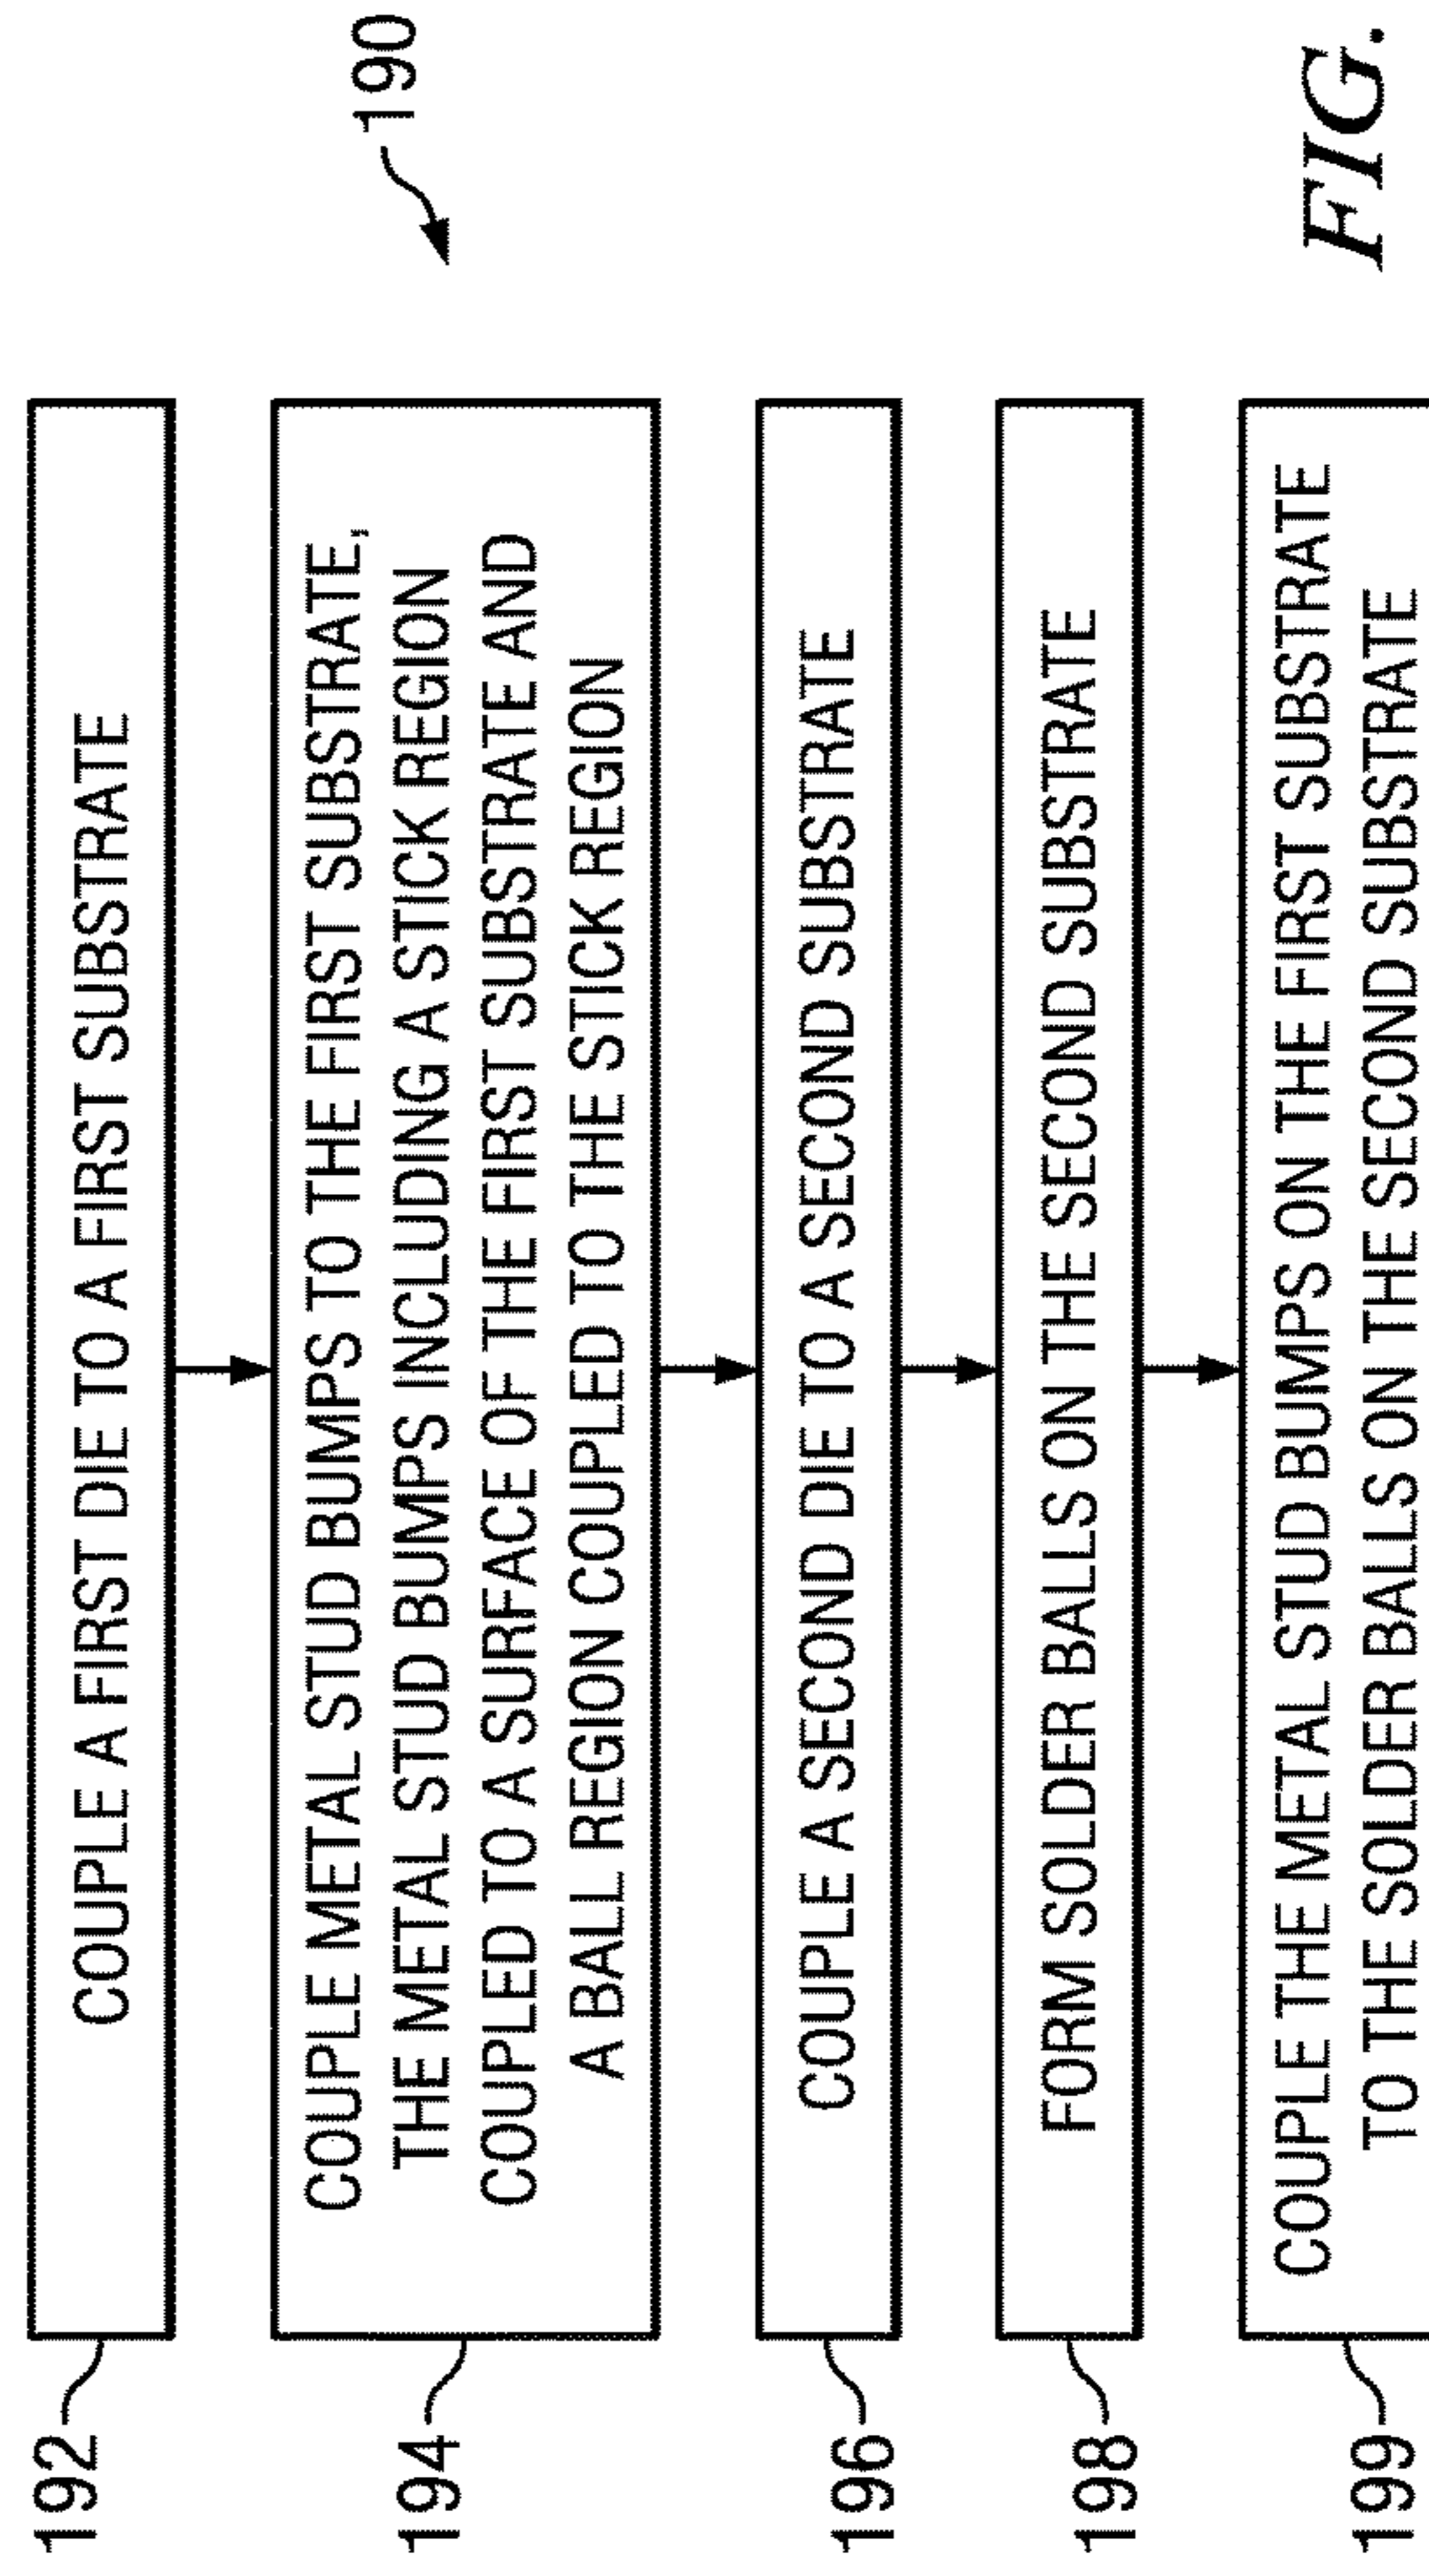 190
192
COUPLE A FIRST DIE TO A FIRST SUBSTRATE
194
COUPLE METAL STUD BUMPS TO THE FIRST SUBSTRATE,
THE METAL STUD BUMPS INCLUDING A STICK REGION
COUPLED TO A SURFACE OF THE FIRST SUBSTRATE AND
A BALL REGION COUPLED TO THE STICK REGION
196
COUPLE A SECOND DIE TO A SECOND SUBSTRATE
198
FORM SOLDER BALLS ON THE SECOND SUBSTRATE
199
COUPLE THE METAL STUD BUMPS ON THE FIRST SUBSTRATE
TO THE SOLDER BALLS ON THE SECOND SUBSTRATE
FIG.